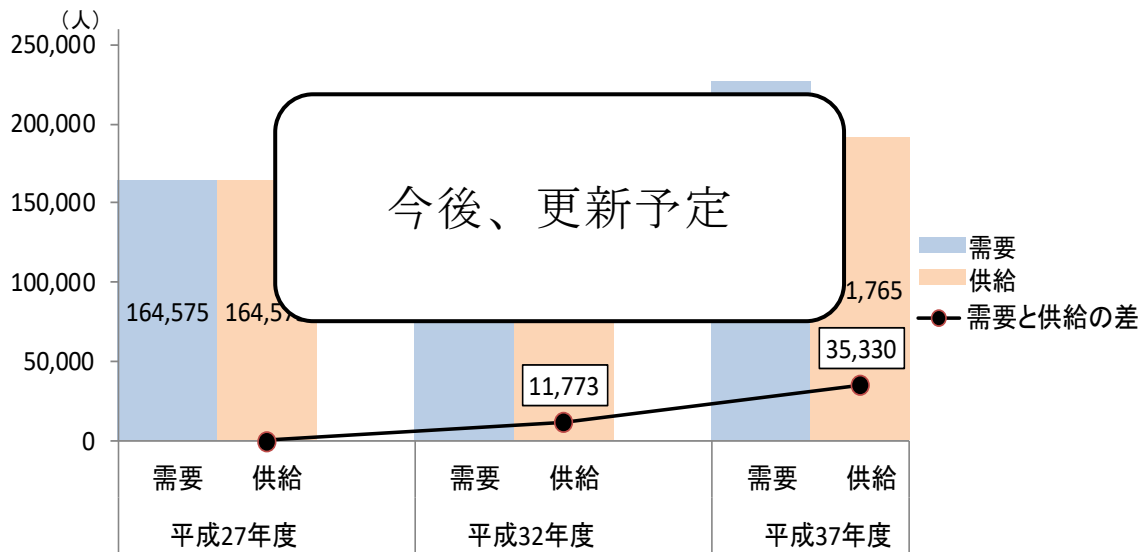 (人)
250,000
200,000
150,000
100,000
50,000
0
今後、更新予定
164,575
164,57
1,765
11,773
35,330
需要
供給
需要と供給の差
需要 供給 需要 供給 需要 供給
平成27年度 平成32年度 平成37年度